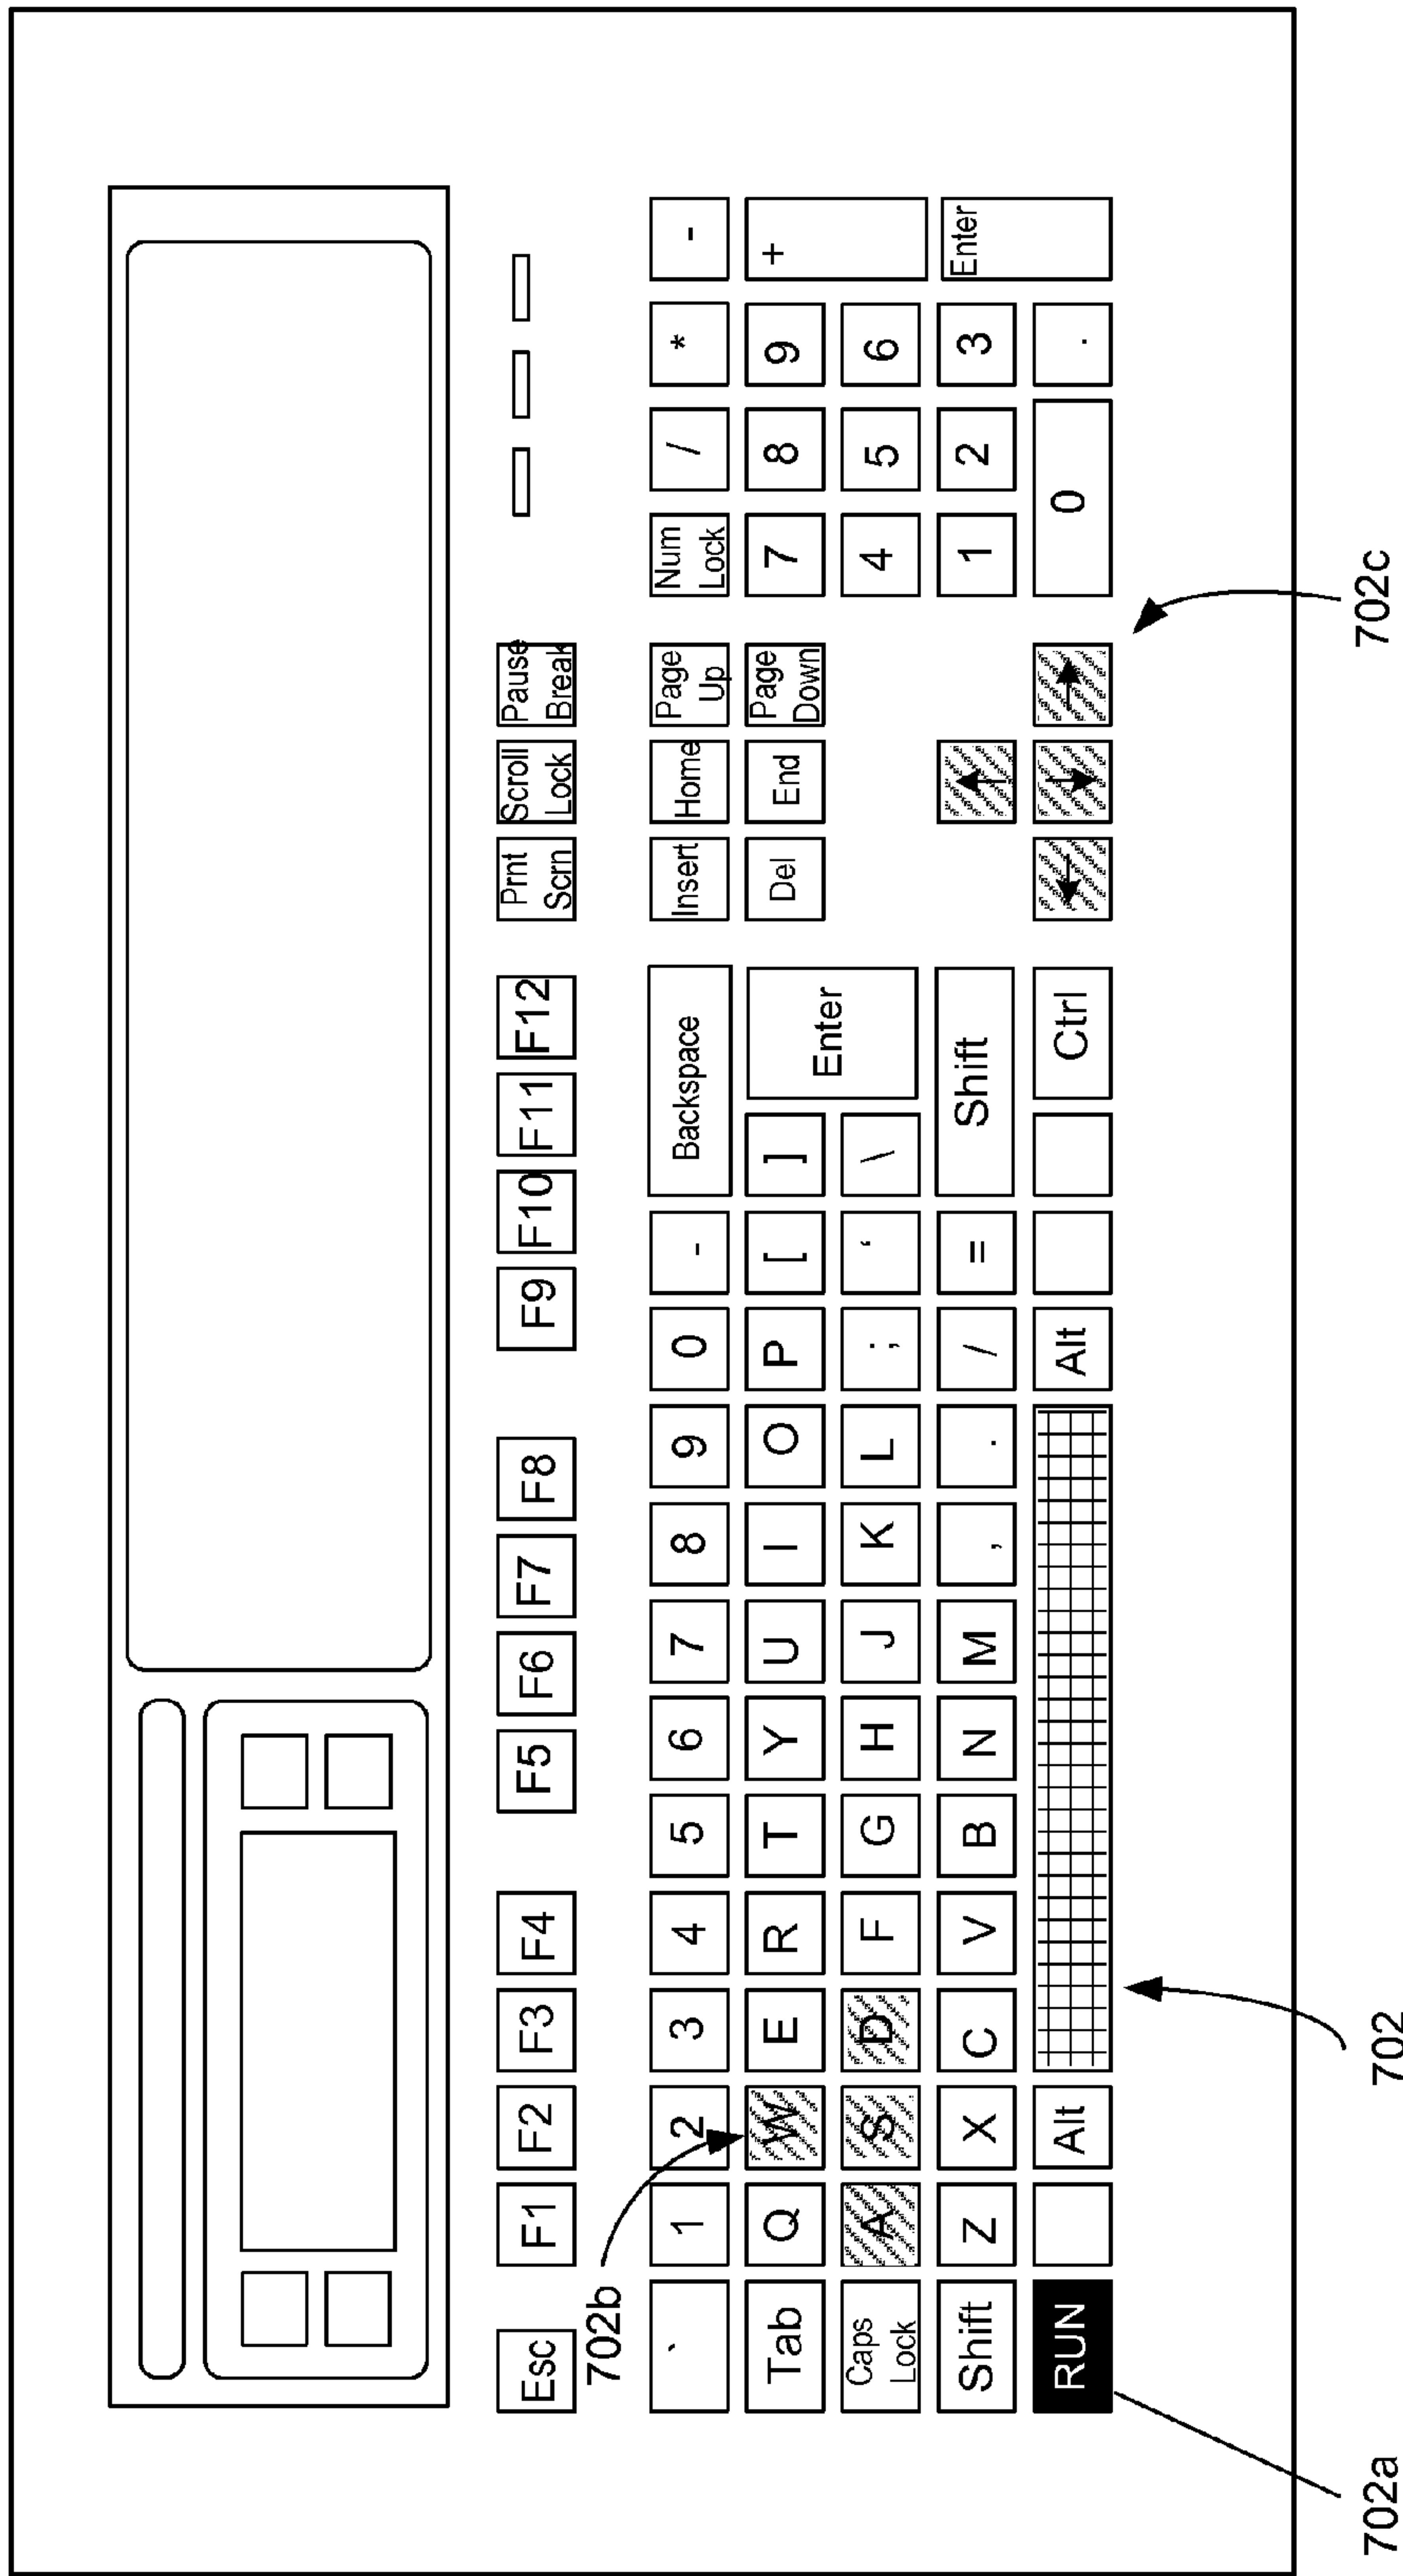 Esc F1 F2 F3 F4 F5 F6 F7 F8 F9 F10 F11 F12 Prnt Scrn Scroll Lock Pause Break
702b
` 1 2 3 4 5 6 7 8 9 0 - Backspace Insert Home Page Up Num Lock / * -
Tab Q W E R T Y U I O P [ ] Enter Del End Page Down 7 8 9 +
Caps Lock A S D F G H J K L ; ‘ \ 4 5 6
Shift Z X C V B N M , . / = Shift ↑ 1 2 3 Enter
RUN Alt Alt Ctrl ← ↓ → 0 .
702a 702 702c